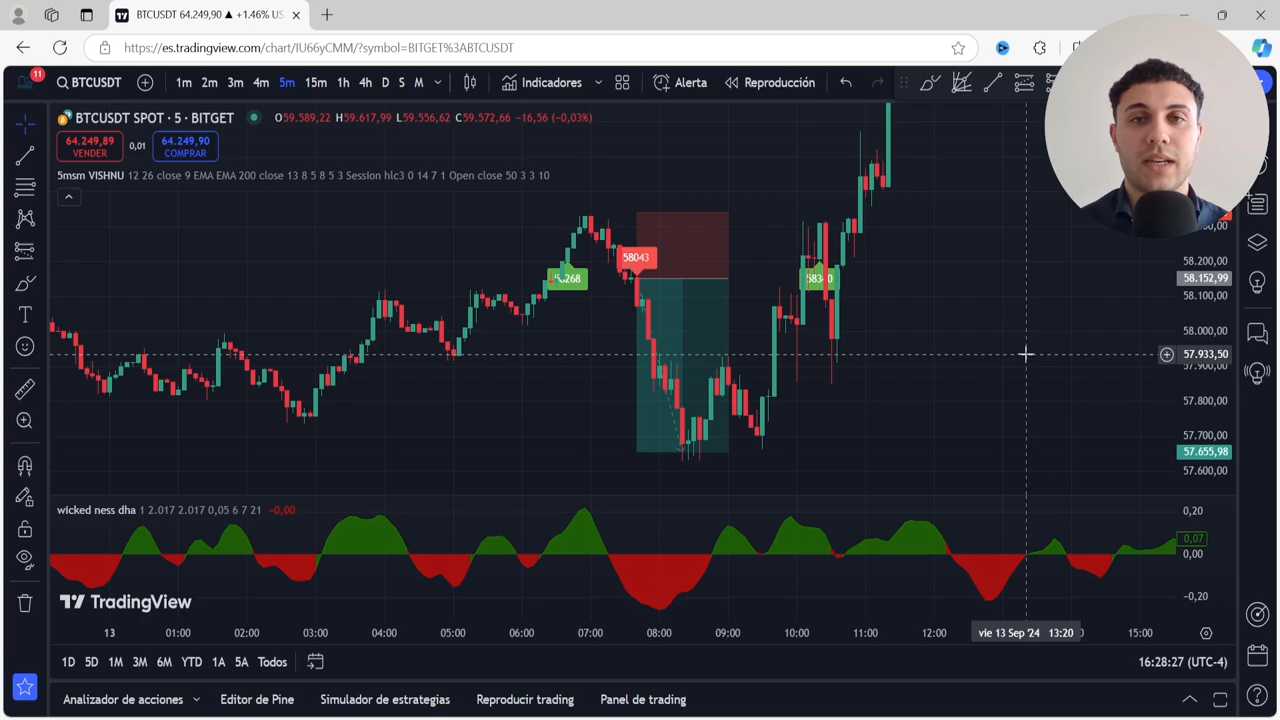 BTCUSDT 64.249,90 ▲ +1.46% US
https://es.tradingview.com/chart/IU66yCMM/?symbol=BITGET%3ABTCUSDT
11
BTCUSDT 1m 2m 3m 4m 5m 15m 1h 4h D S M Indicadores Alerta Reproducción
BTCUSDT SPOT · 5 · BITGET O59.589,22 H59.617,99 L59.556,62 C59.572,66 -16,56 (-0,03%)
64.249,89 0,01 64.249,90
VENDER COMPRAR
5msm VISHNU 12 26 close 9 EMA EMA 200 close 13 8 5 8 5 3 Session hlc3 0 14 7 1 Open close 50 3 3 10
58043
58.200,00
58.152,99
58.100,00
58.000,00
57.933,50
57.900,00
57.800,00
57.700,00
57.655,98
57.600,00
wicked ness dha 1 2.017 2.017 0,05 6 7 21 -0,00
0,20
0,07
0,00
-0,20
TradingView
13 01:00 02:00 03:00 04:00 05:00 06:00 07:00 08:00 09:00 10:00 11:00 12:00 vie 13 Sep '24 13:20 15:00
1D 5D 1M 3M 6M YTD 1A 5A Todos 16:28:27 (UTC-4)
Analizador de acciones Editor de Pine Simulador de estrategias Reproducir trading Panel de trading